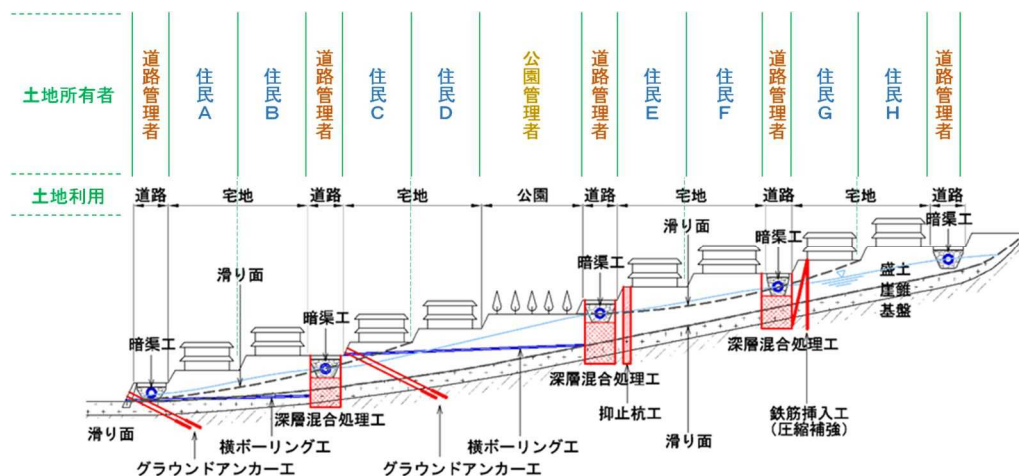 土地所有者
道路管理者
住民A
住民B
道路管理者
住民C
住民D
公園管理者
道路管理者
住民E
住民F
道路管理者
住民G
住民H
道路管理者
土地利用
道路 宅地 道路 宅地 公園 道路 宅地 道路 宅地 道路
滑り面
暗渠工
暗渠工
暗渠工
滑り面
盛土
崖錐
基盤
暗渠工
暗渠工
暗渠工
深層混合処理工
深層混合処理工
抑止杭工
深層混合処理工
鉄筋挿入工
(圧縮補強)
滑り面
横ボーリング工
横ボーリング工
滑り面
グラウンドアンカー工
グラウンドアンカー工